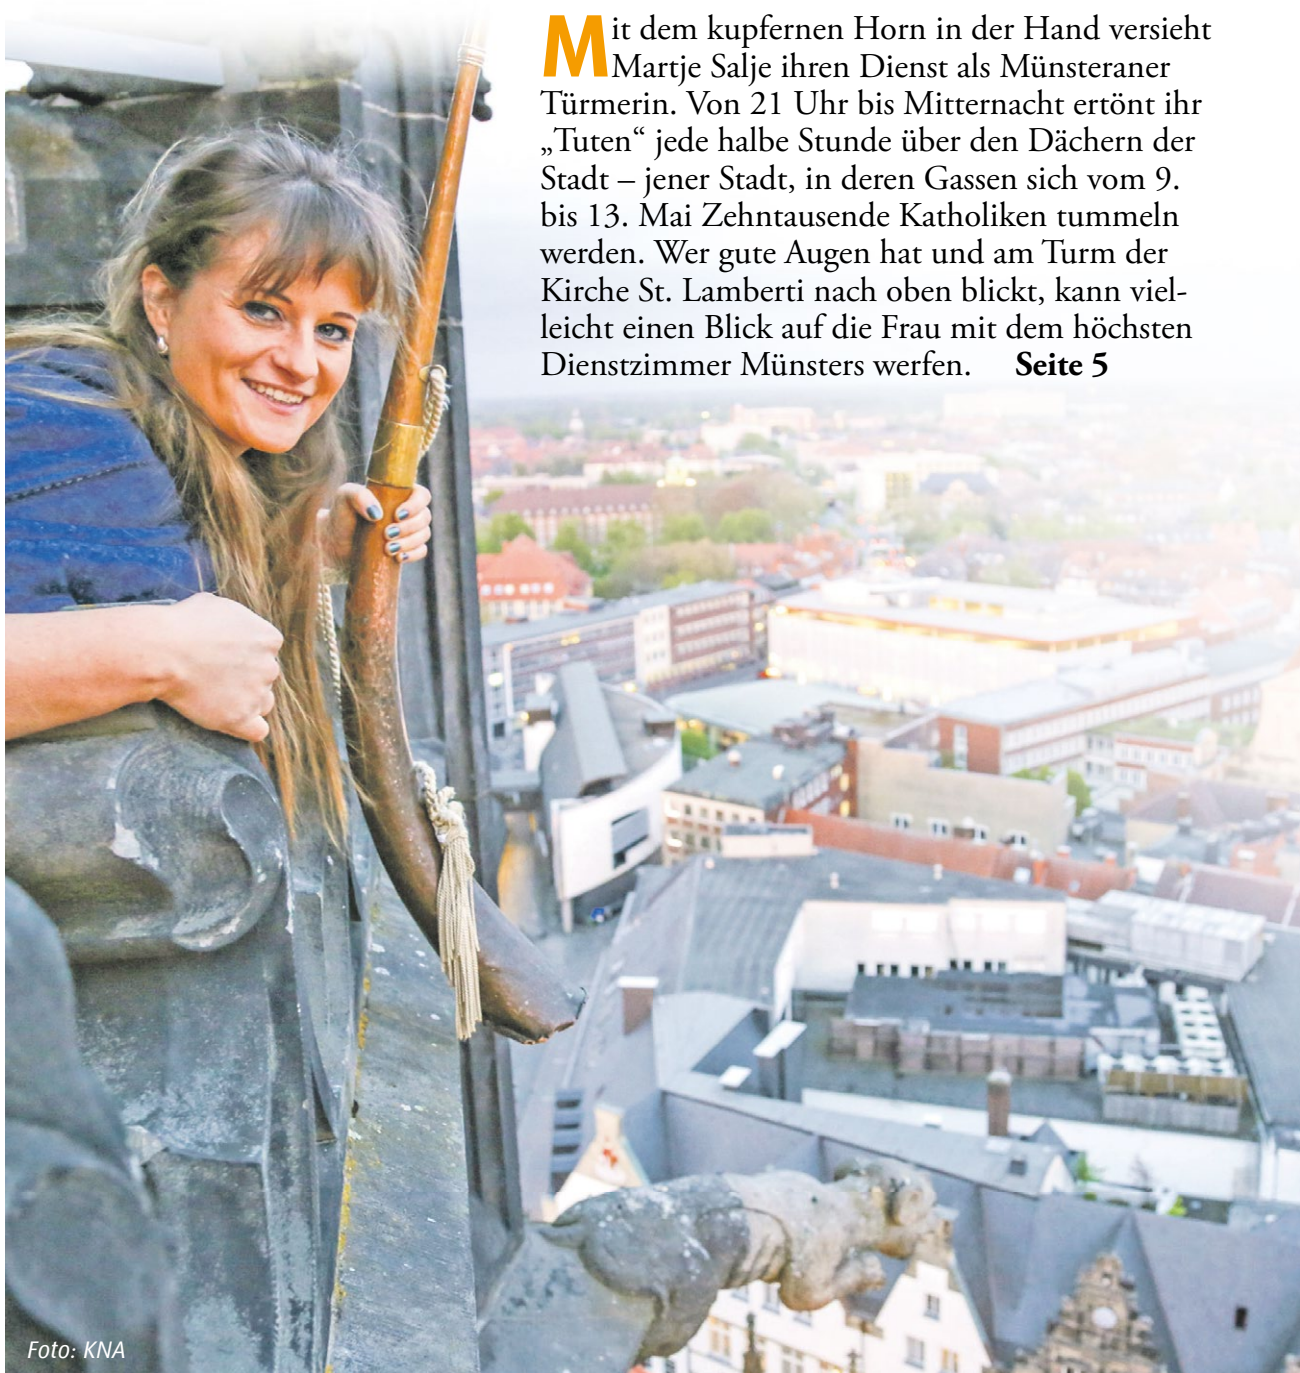 Mit dem kupfernen Horn in der Hand versieht
Martje Salje ihren Dienst als Münsteraner
Türmerin. Von 21 Uhr bis Mitternacht ertönt ihr
„Tuten“ jede halbe Stunde über den Dächern der
Stadt – jener Stadt, in deren Gassen sich vom 9.
bis 13. Mai Zehntausende Katholiken tummeln
werden. Wer gute Augen hat und am Turm der
Kirche St. Lamberti nach oben blickt, kann viel-
leicht einen Blick auf die Frau mit dem höchsten
Dienstzimmer Münsters werfen. Seite 5
Foto: KNA